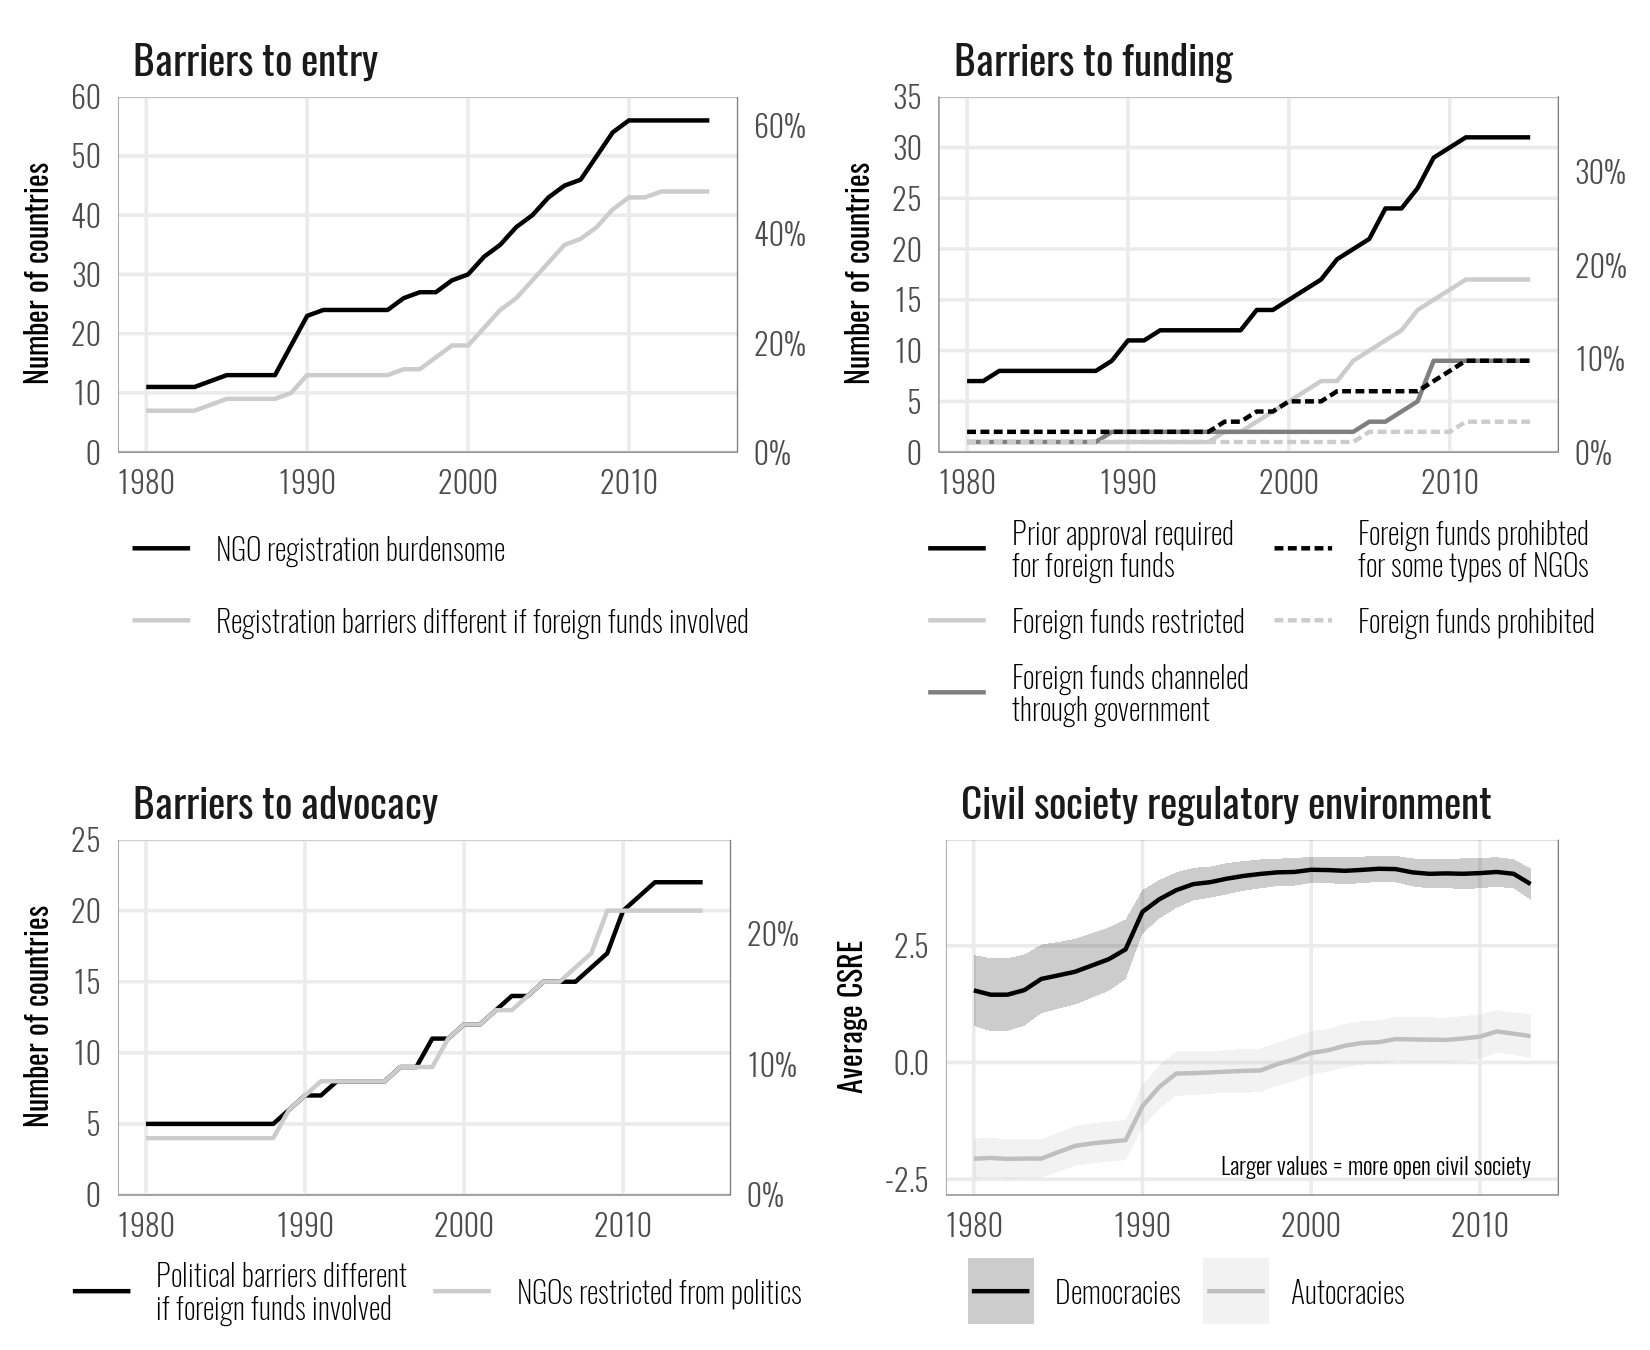 Barriers to entry
60
50
40
30
20
10
0
Number of countries
60%
40%
20%
0%
1980 1990 2000 2010
NGO registration burdensome
Registration barriers different if foreign funds involved
Barriers to funding
35
30
25
20
15
10
5
0
Number of countries
30%
20%
10%
0%
1980 1990 2000 2010
Prior approval required
for foreign funds
Foreign funds restricted
Foreign funds channeled
through government
Foreign funds prohibted
for some types of NGOs
Foreign funds prohibited
Barriers to advocacy
25
20
15
10
5
0
Number of countries
20%
10%
0%
1980 1990 2000 2010
Political barriers different
if foreign funds involved
NGOs restricted from politics
Civil society regulatory environment
2.5
0.0
-2.5
Average CSRE
Larger values = more open civil society
1980 1990 2000 2010
Democracies
Autocracies